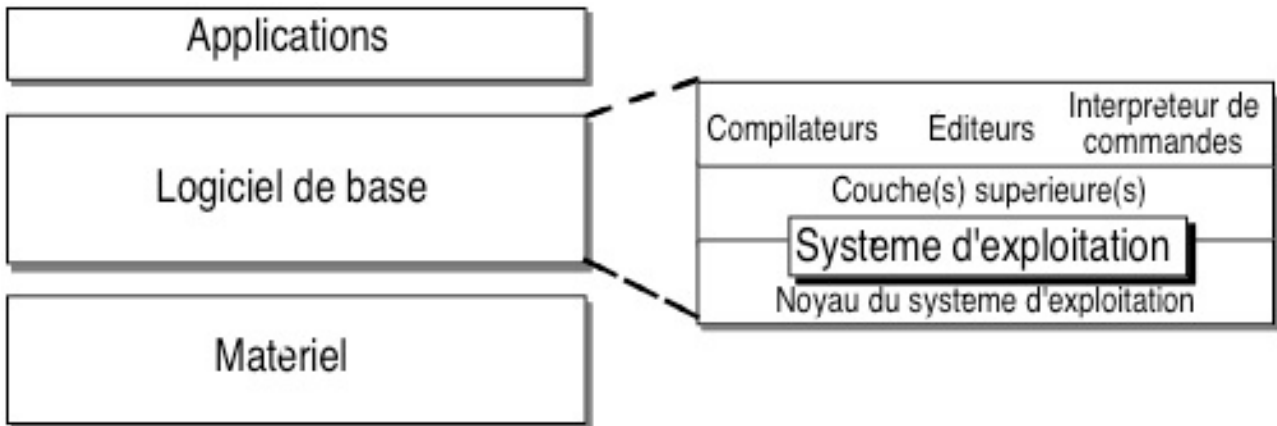 Applications
Logiciel de base
Materiel
Compilateurs
Editeurs
Interpreteur de
commandes
Couche(s) superieure(s)
Systeme d'exploitation
Noyau du systeme d'exploitation